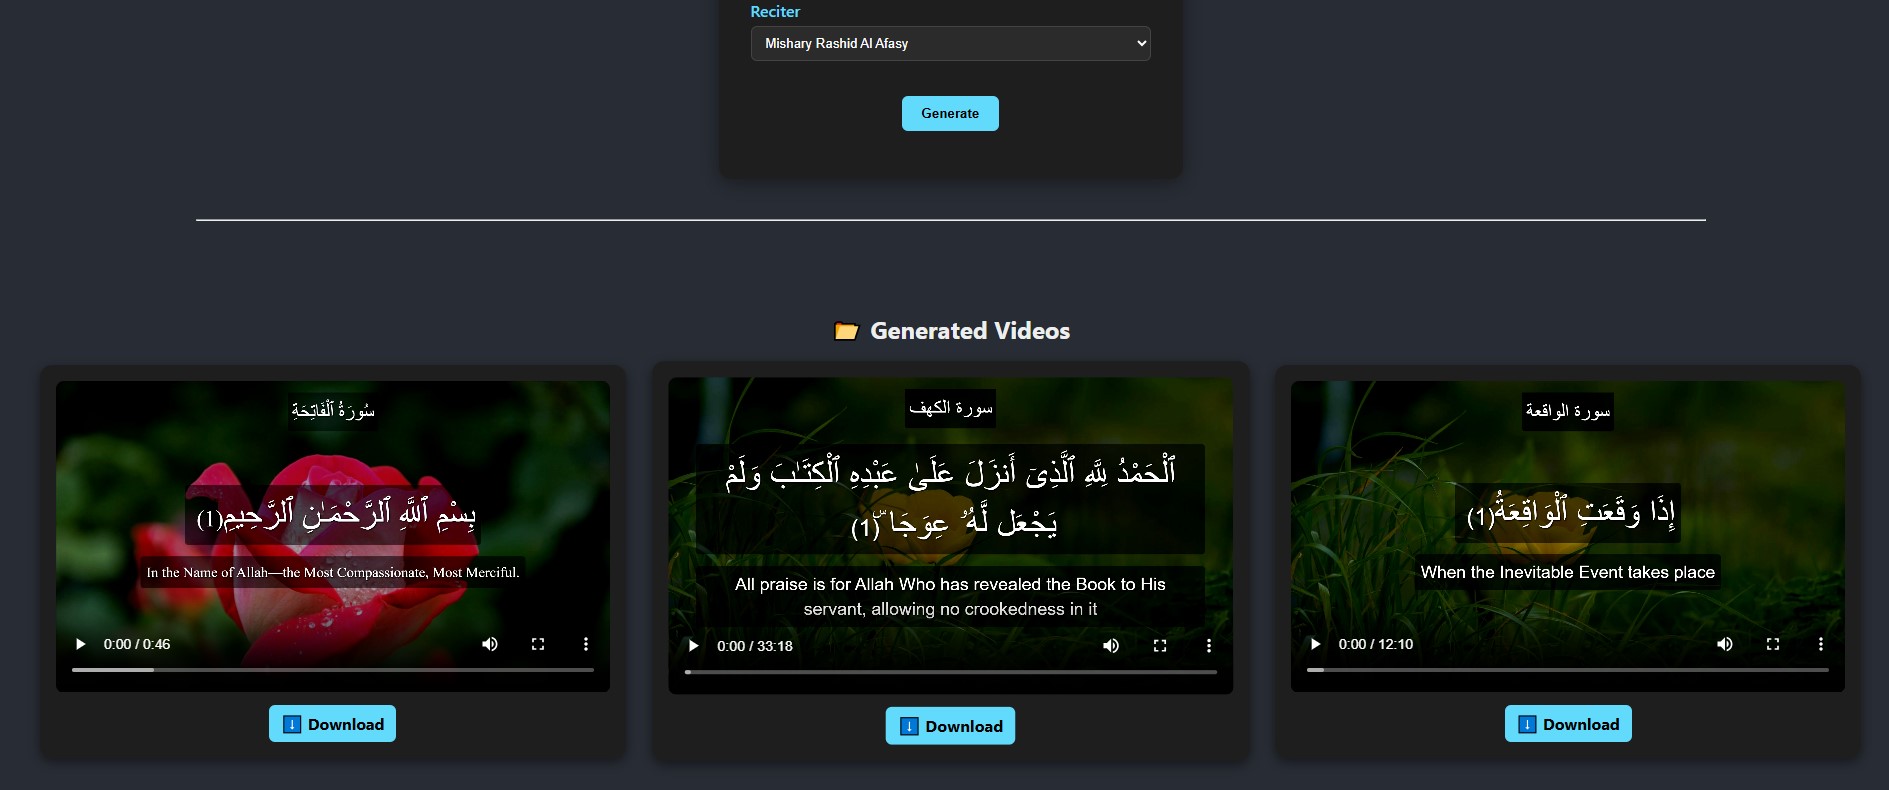 Reciter
Mishary Rashid Al Afasy
Generate
📂 Generated Videos
سُورَةُ ٱلْفَاتِحَةِ
بِسْمِ ٱللَّهِ ٱلرَّحْمَـٰنِ ٱلرَّحِيمِ(1)
In the Name of Allah—the Most Compassionate, Most Merciful.
0:00 / 0:46
⬇️ Download
سورة الكهف
ٱلْحَمْدُ لِلَّهِ ٱلَّذِىٓ أَنزَلَ عَلَىٰ عَبْدِهِ ٱلْكِتَـٰبَ وَلَمْ
يَجْعَل لَّهُۥ عِوَجَا ۜ(1)
All praise is for Allah Who has revealed the Book to His
servant, allowing no crookedness in it
0:00 / 33:18
⬇️ Download
سورة الواقعة
إِذَا وَقَعَتِ ٱلْوَاقِعَةُ(1)
When the Inevitable Event takes place
0:00 / 12:10
⬇️ Download